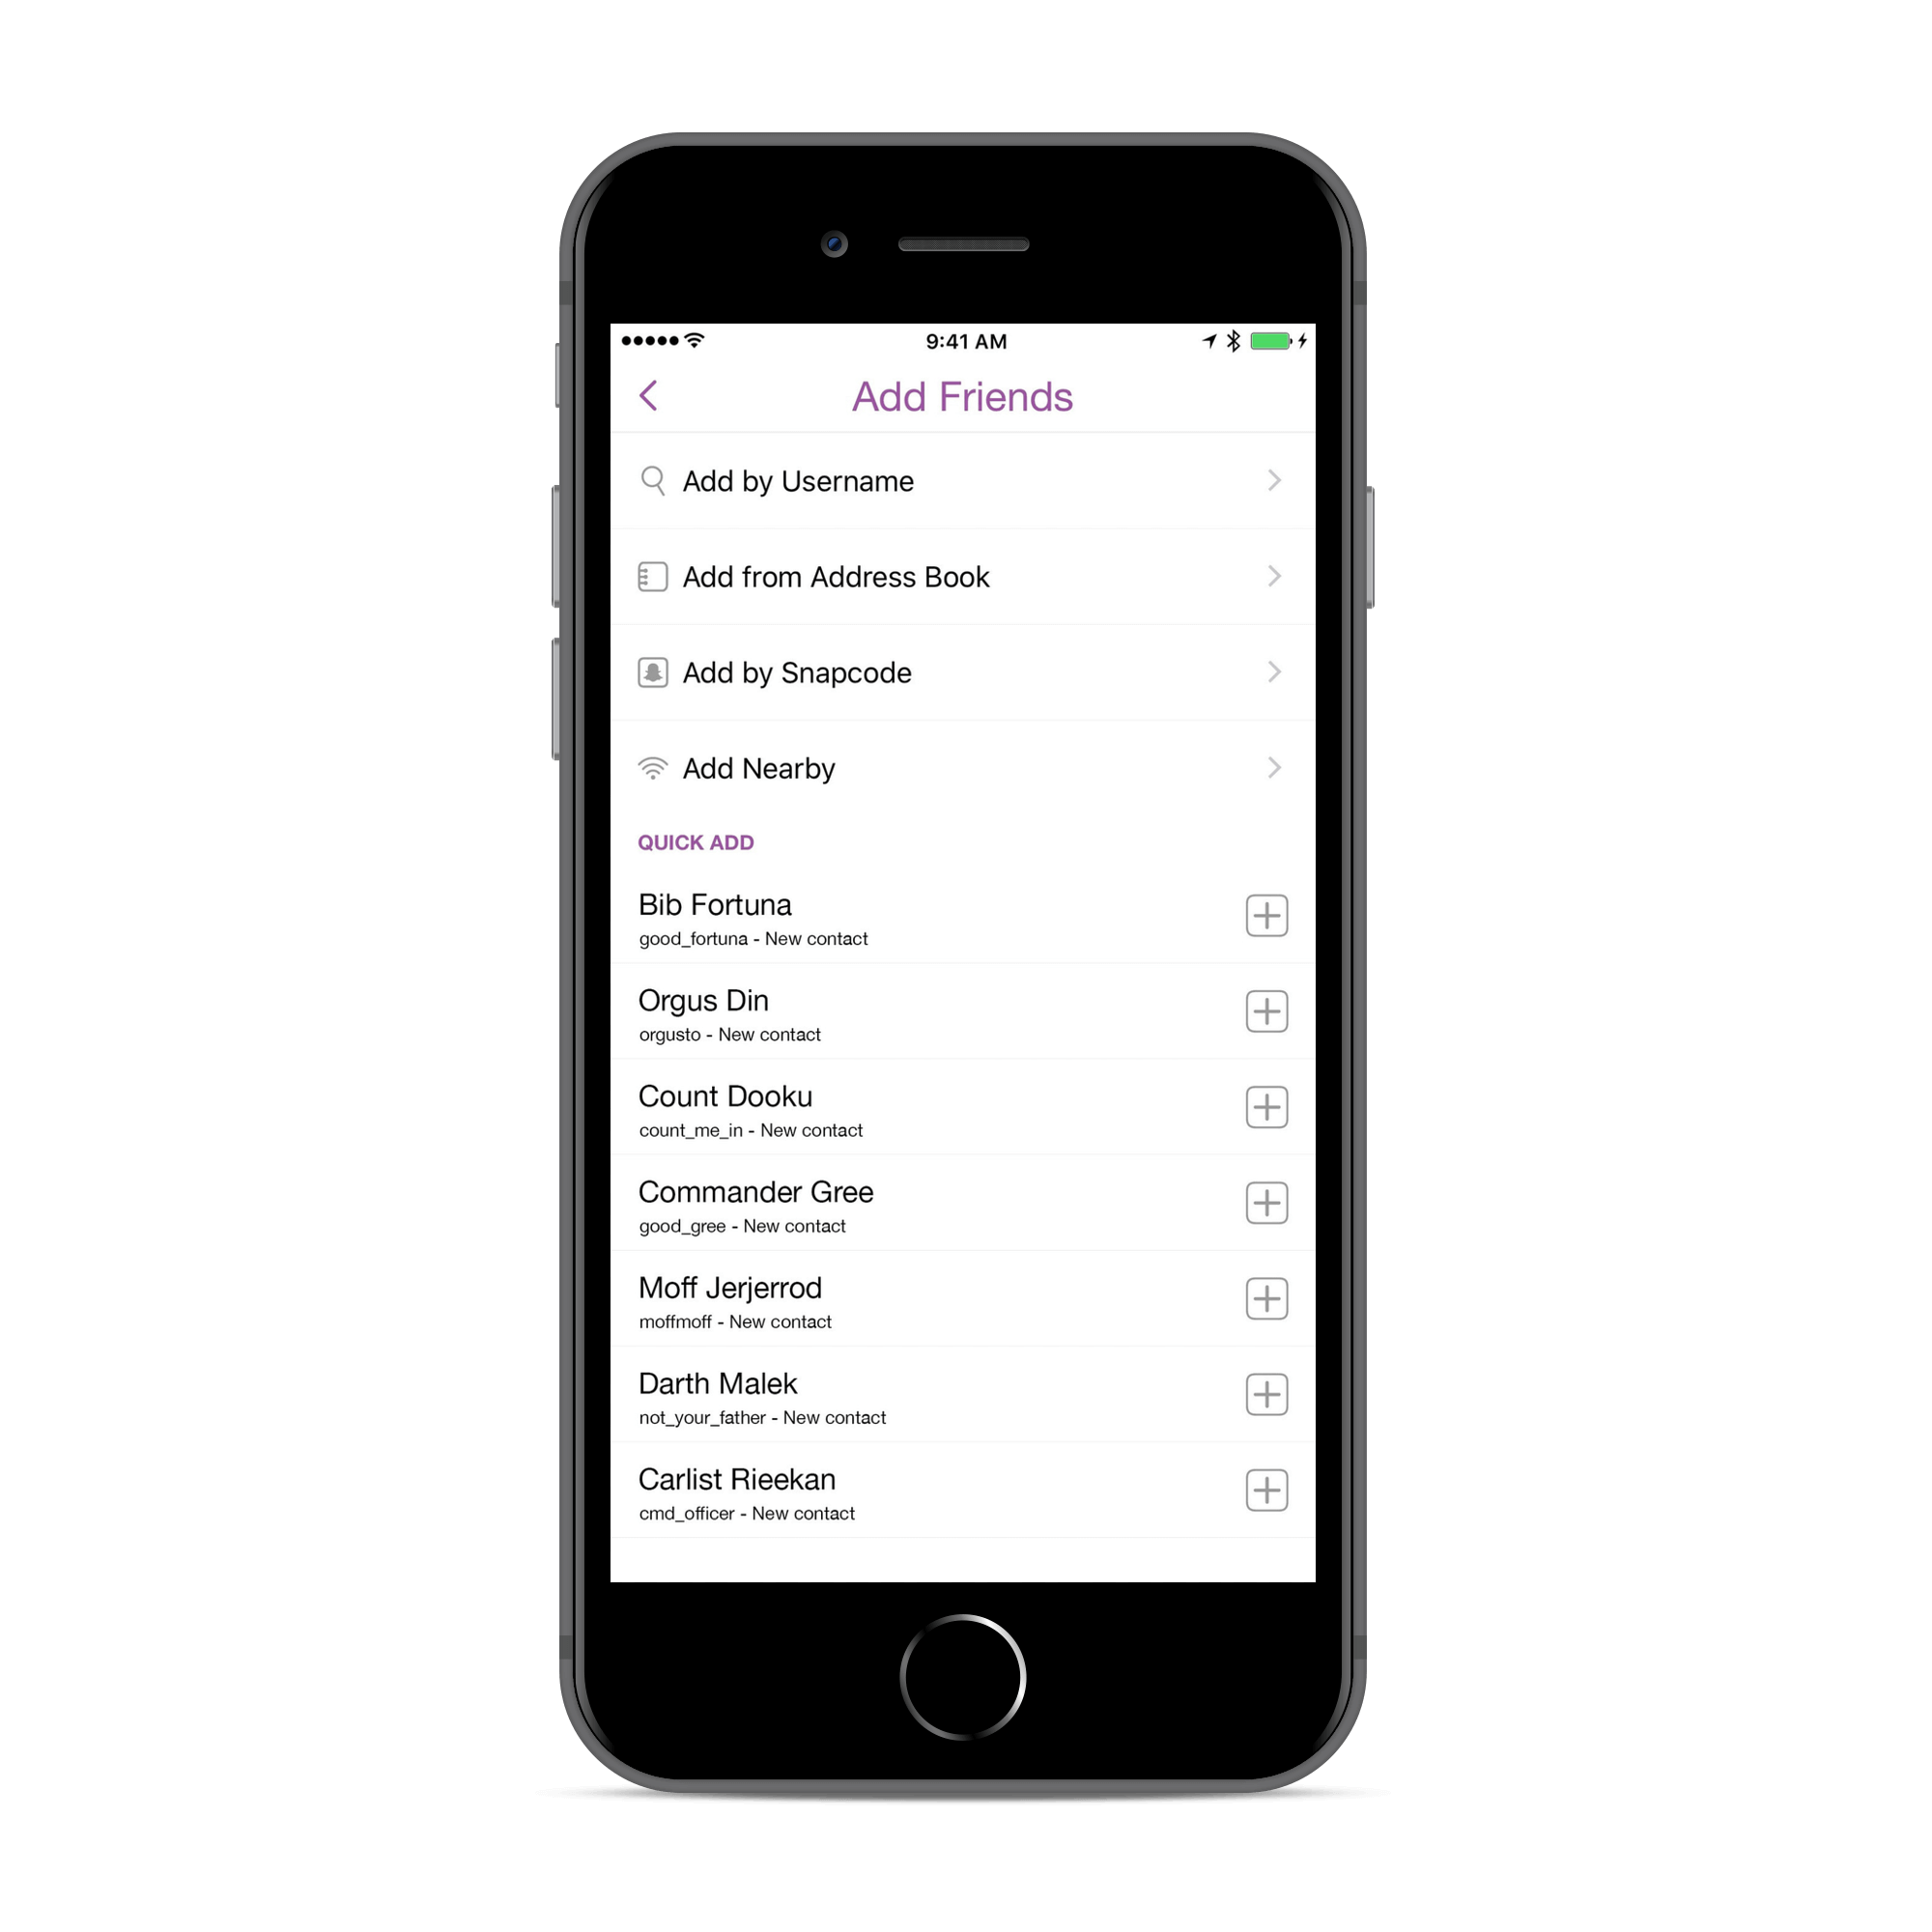 9:41 AM
Add Friends
Add by Username
Add from Address Book
Add by Snapcode
Add Nearby
QUICK ADD
Bib Fortuna
good_fortuna - New contact
Orgus Din
orgusto - New contact
Count Dooku
count_me_in - New contact
Commander Gree
good_gree - New contact
Moff Jerjerrod
moffmoff - New contact
Darth Malek
not_your_father - New contact
Carlist Rieekan
cmd_officer - New contact